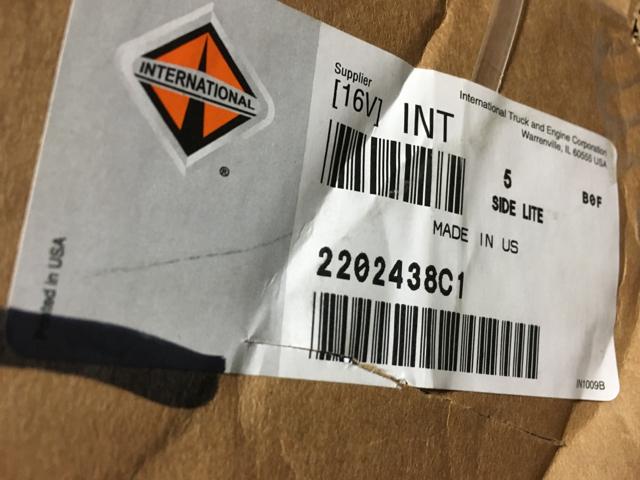 INTERNATIONAL
®
Printed in USA
Supplier
[16V] INT
International Truck and Engine Corporation
Warrenville, IL 60555 USA
5
SIDE LITE
B0F
MADE IN US
2202438C1
IN1009B